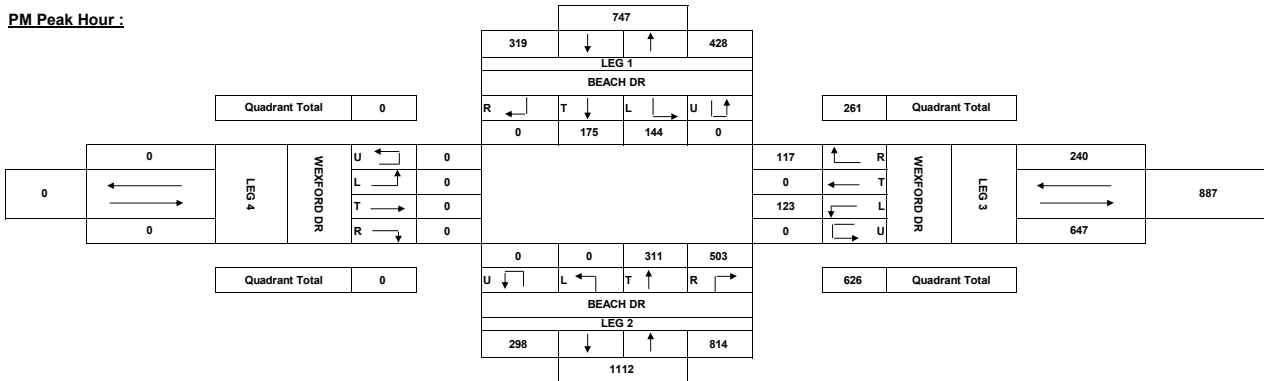 PM Peak Hour :
747
319 428
LEG 1
BEACH DR
Quadrant Total 0
R T L U
261 Quadrant Total
0 175 144 0
0
0
0
LEG 4
WEXFORD DR
U 0
L 0
T 0
R 0
117 R
0 T
123 L
0 U
WEXFORD DR
LEG 3
240
647
887
0 0 311 503
Quadrant Total 0
U L T R
626 Quadrant Total
BEACH DR
LEG 2
298 814
1112